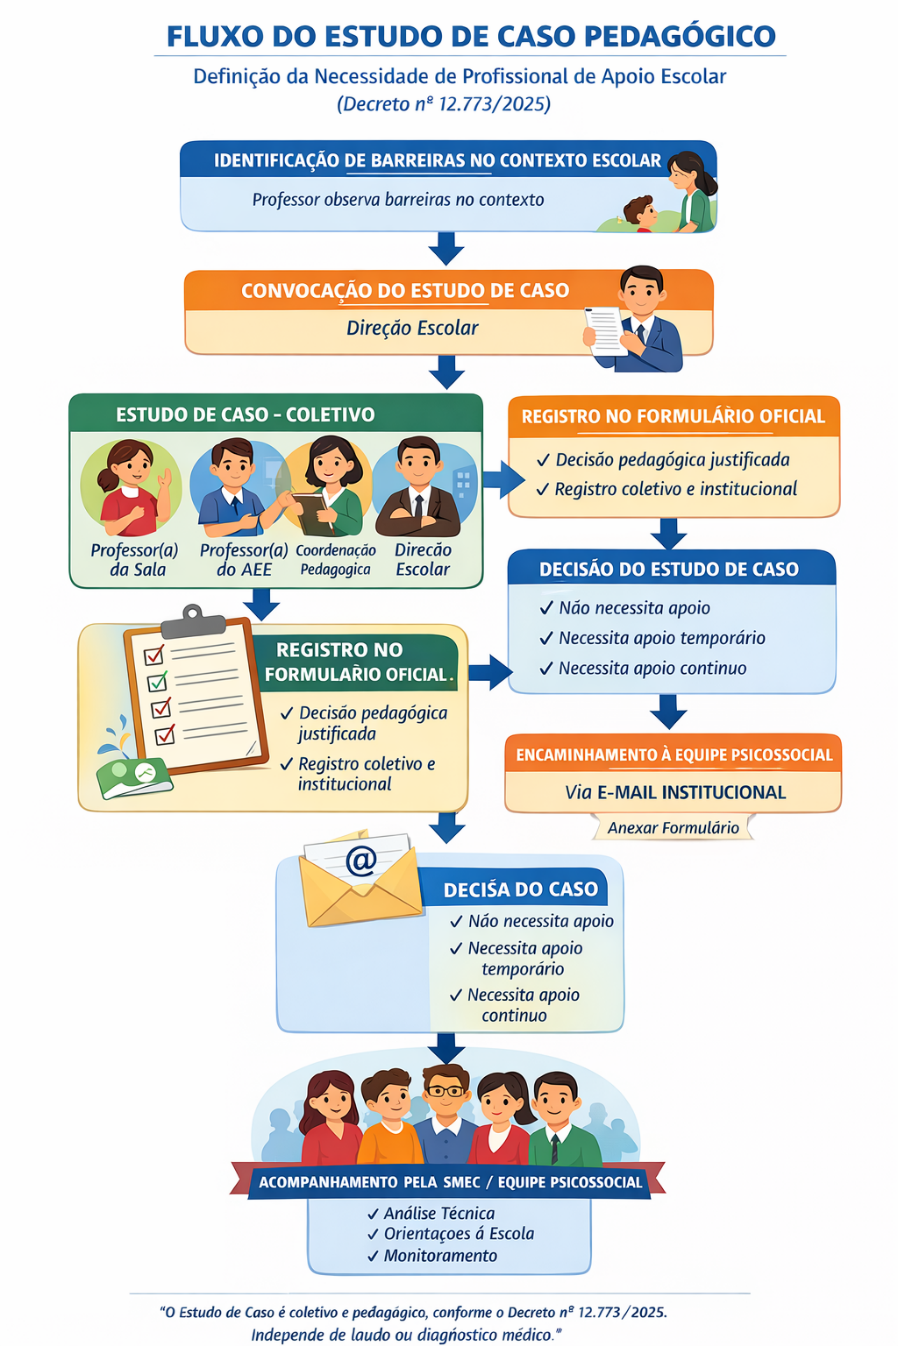 FLUXO DO ESTUDO DE CASO PEDAGÓGICO
Definição da Necessidade de Profissional de Apoio Escolar
(Decreto nº 12.773/2025)
IDENTIFICAÇÃO DE BARREIRAS NO CONTEXTO ESCOLAR
Professor observa barreiras no contexto
CONVOCAÇÃO DO ESTUDO DE CASO
Direção Escolar
ESTUDO DE CASO - COLETIVO
Professor(a)
da Sala
Professor(a)
do AEE
Coordenação
Pedagogica
Direcão
Escolar
REGISTRO NO FORMULÁRIO OFICIAL
✓ Decisão pedagógica justificada
✓ Registro coletivo e institucional
DECISÃO DO ESTUDO DE CASO
✓ Não necessita apoio
✓ Necessita apoio temporário
✓ Necessita apoio continuo
REGISTRO NO
FORMULARIO OFICIAL.
✓ Decisão pedagógica
justificada
✓ Registro coletivo e
institucional
ENCAMINHAMENTO À EQUIPE PSICOSSOCIAL
Via E-MAIL INSTITUCIONAL
Anexar Formulário
@
DECIŠA DO CASO
✓ Não necessita apoio
✓ Necessita apoio
temporário
✓ Necessita apoio
continuo
ACOMPANHAMENTO PELA SMEC / EQUIPE PSICOSSOCIAL
✓ Análise Técnica
✓ Orientaçoes á Escola
✓ Monitoramento
"O Estudo de Caso é coletivo e pedagógico, conforme o Decreto nº 12.773/2025.
Independe de laudo ou diagńostico médico."